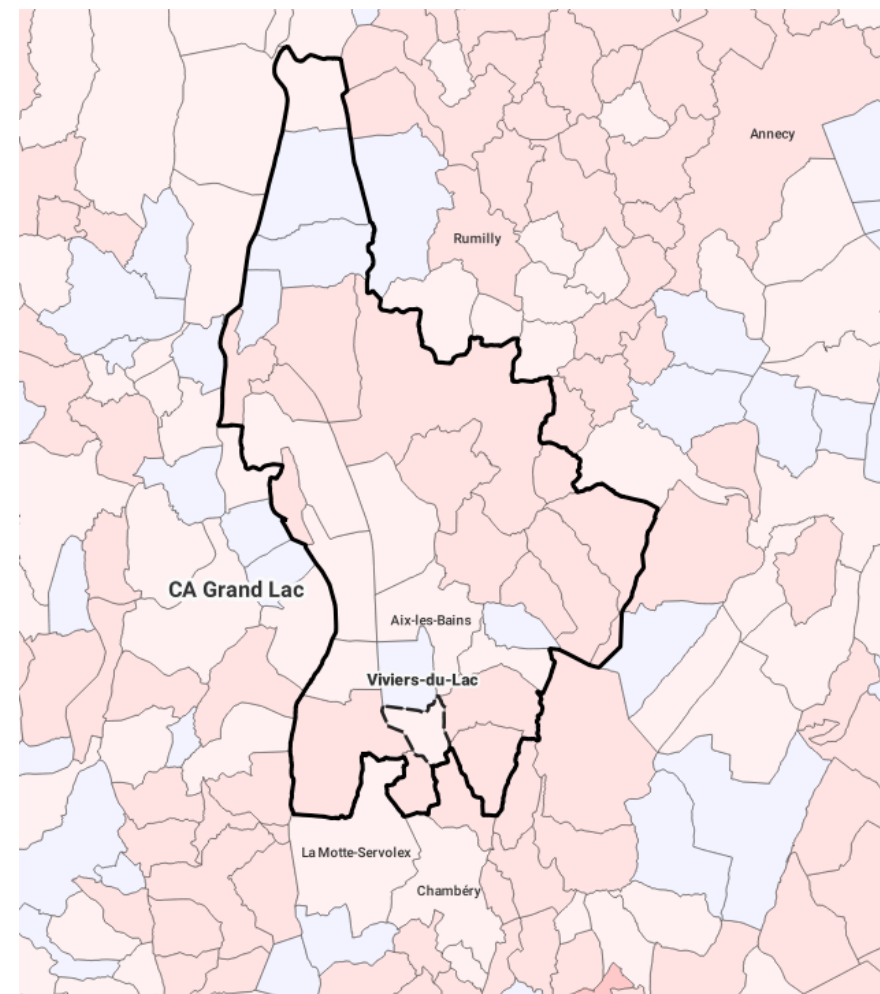 Annecy
Rumilly
CA Grand Lac
Aix-les-Bains
Viviers-du-Lac
La Motte-Servolex
Chambéry